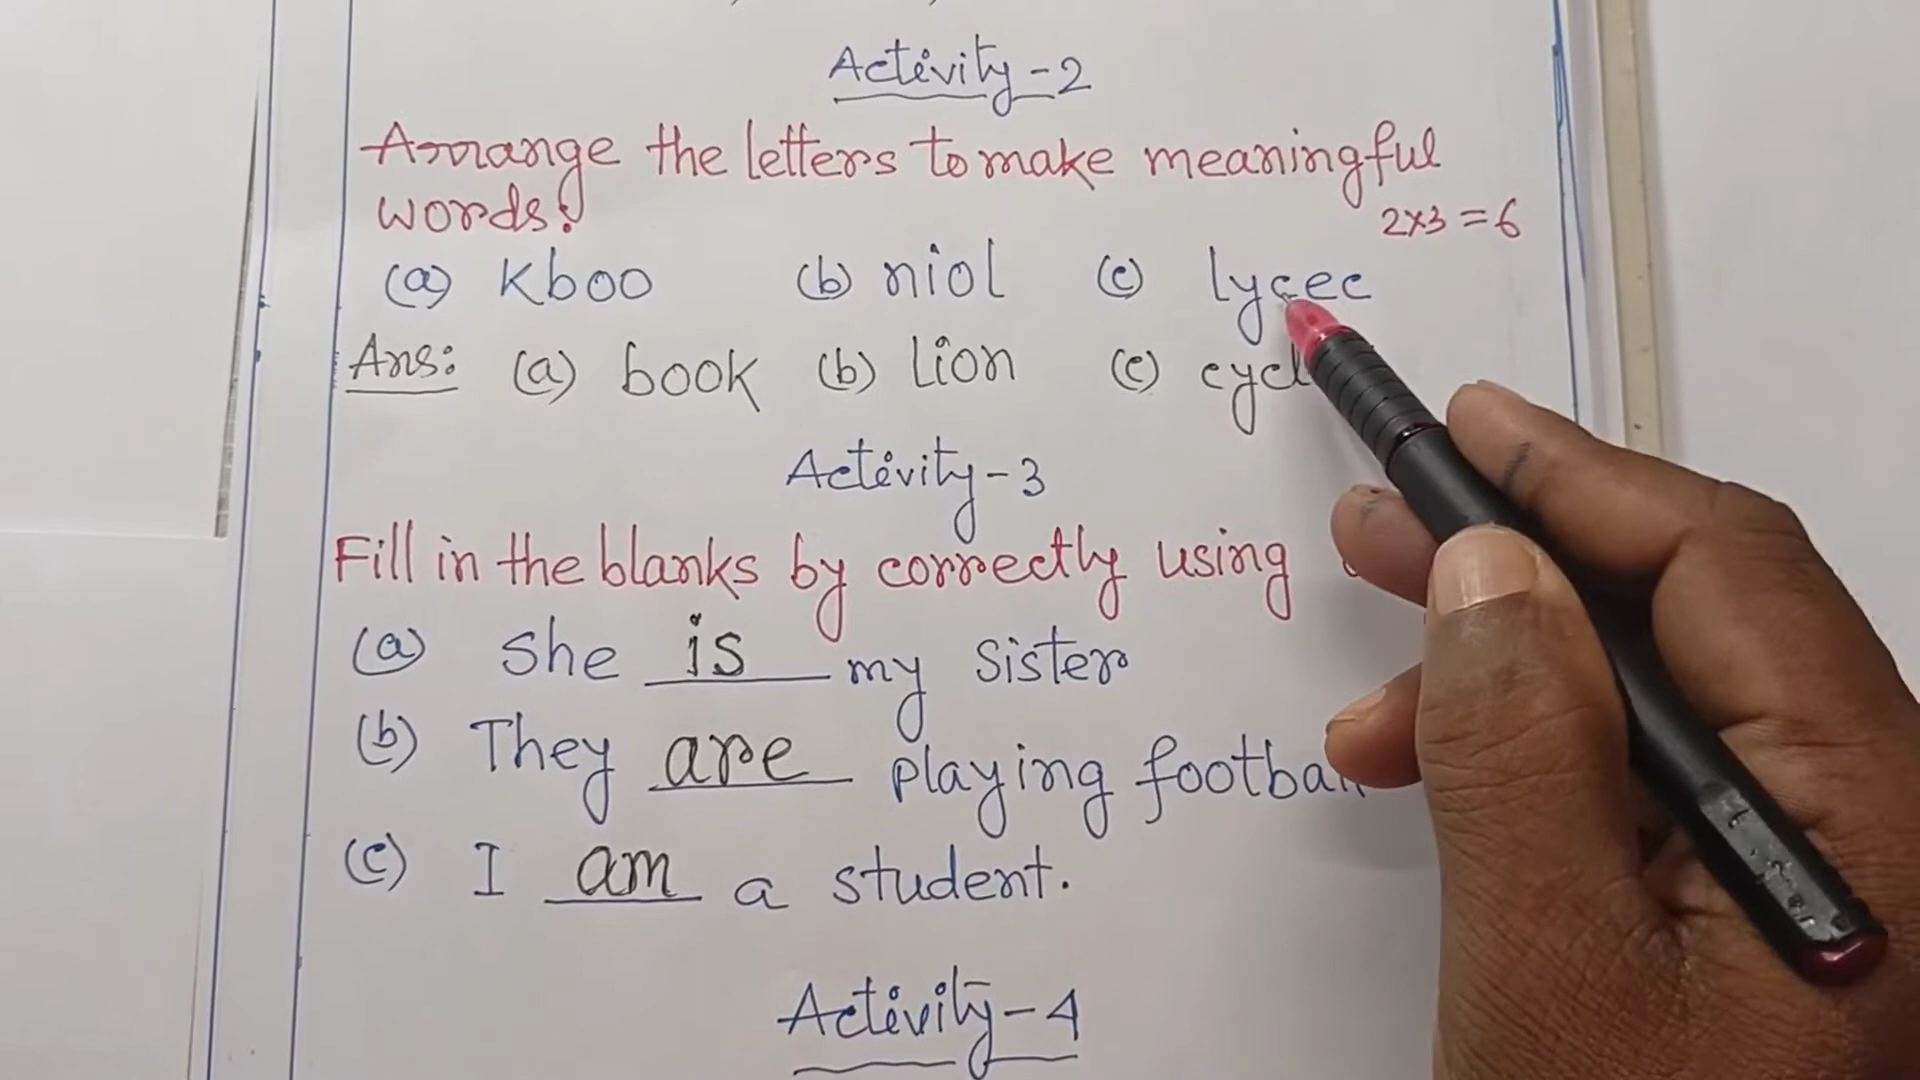 Activity-2
Arrange the letters to make meaningful
words:
2×3=6
(a) kboo (b) niol (c) lycec
Ans: (a) book (b) Lion (c) cycl
Activity-3
Fill in the blanks by correctly using
(a) She is my sister
(b) They are playing football
(c) I am a student.
Activity-4